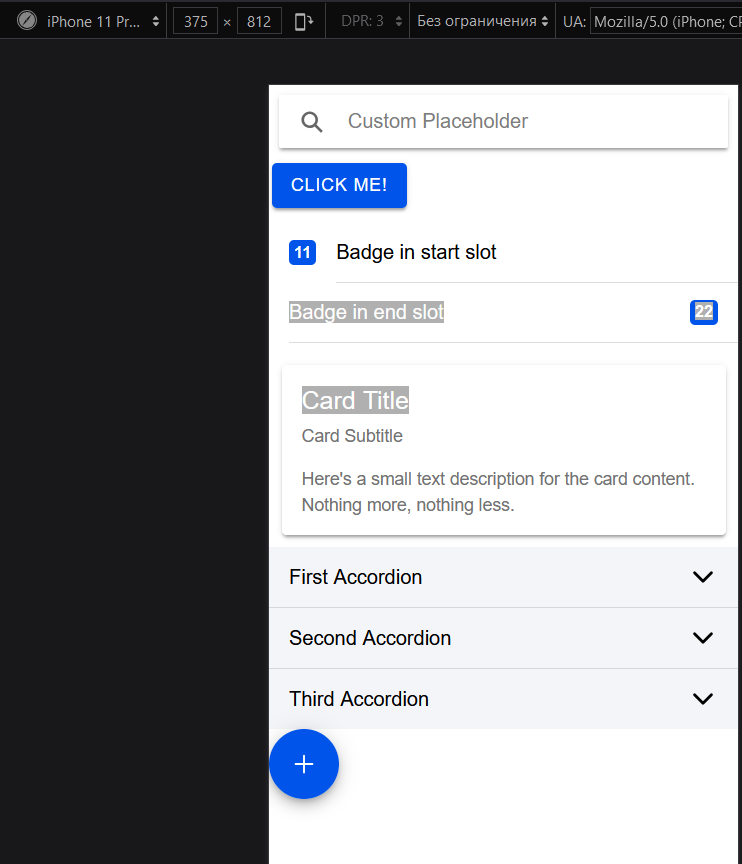 iPhone 11 Pr... 375 × 812 DPR: 3 Без ограничения UA: Mozilla/5.0 (iPhone; CP
Custom Placeholder
CLICK ME!
11 Badge in start slot
Badge in end slot 22
Card Title
Card Subtitle
Here's a small text description for the card content.
Nothing more, nothing less.
First Accordion
Second Accordion
Third Accordion